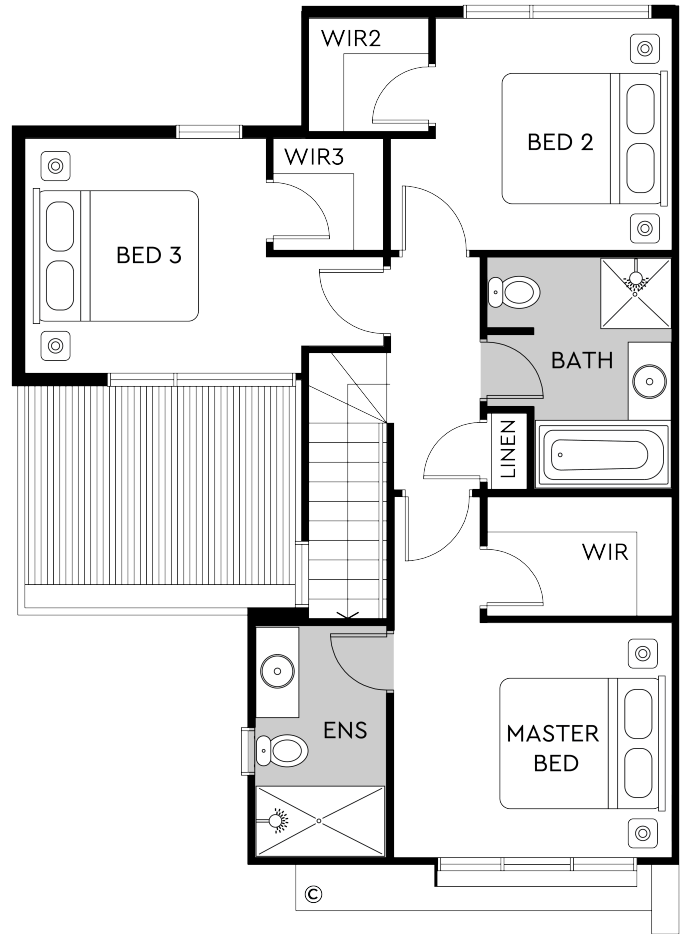 WIR2
BED 2
WIR3
BED 3
BATH
LINEN
WIR
ENS
MASTER
BED
©